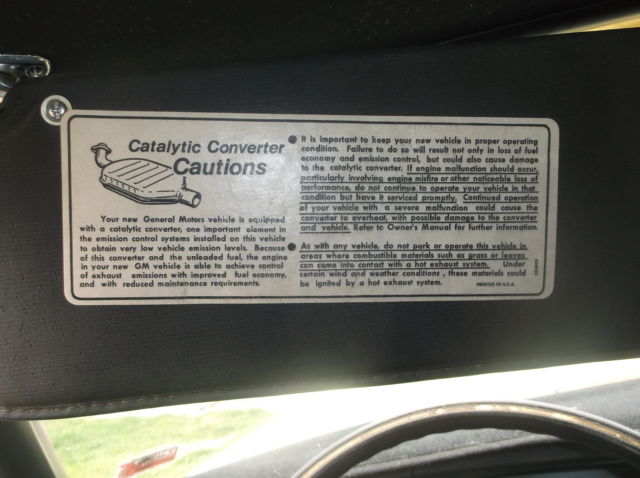 Catalytic Converter
Cautions
Your new General Motors vehicle is equipped
with a catalytic converter, one important element in
the emission control systems installed on this vehicle
to obtain very low vehicle emission levels. Because
of this converter and the unleaded fuel, the engine
in your new GM vehicle is able to achieve control
of exhaust emissions with improved fuel economy,
and with reduced maintenance requirements.
● It is important to keep your new vehicle in proper operating
condition. Failure to do so will result not only in loss of fuel
economy and emission control, but could also cause damage
to the catalytic converter. If engine malfunction should occur,
particularly involving engine misfire or other noticeable loss of
performance, do not continue to operate your vehicle in that
condition but have it serviced promptly. Continued operation
of your vehicle with a severe malfunction could cause the
converter to overheat, with possible damage to the converter
and vehicle. Refer to Owner's Manual for further information.
● As with any vehicle, do not park or operate this vehicle in
areas where combustible materials such as grass or leaves
can come into contact with a hot exhaust system. Under
certain wind and weather conditions, these materials could
be ignited by a hot exhaust system.
PRINTED IN U.S.A.